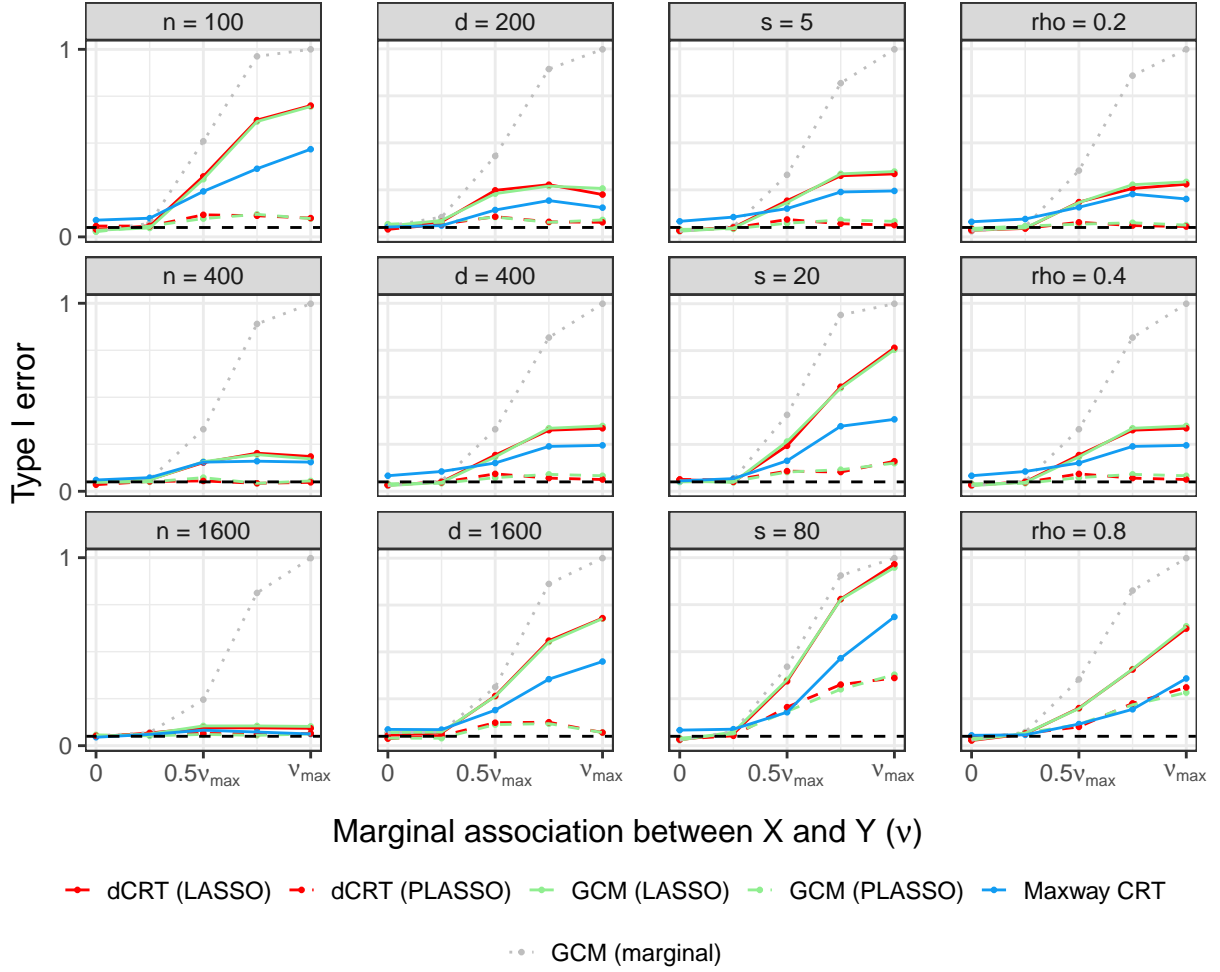 n = 100
d = 200
s = 5
rho = 0.2
1
0
n = 400
d = 400
s = 20
rho = 0.4
1
0
n = 1600
d = 1600
s = 80
rho = 0.8
1
0
Type I error
0 0.5νmax νmax
0 0.5νmax νmax
0 0.5νmax νmax
0 0.5νmax νmax
Marginal association between X and Y (ν)
dCRT (LASSO) dCRT (PLASSO) GCM (LASSO) GCM (PLASSO) Maxway CRT
GCM (marginal)